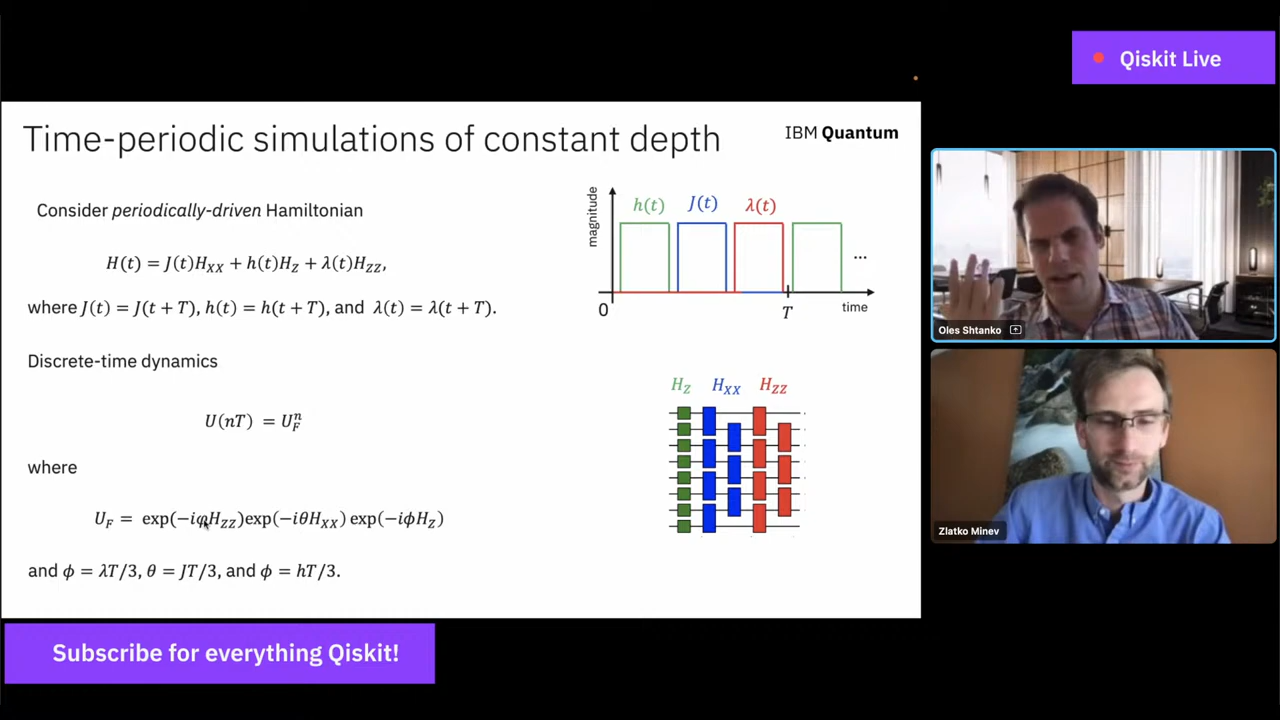 Qiskit Live
Time-periodic simulations of constant depth
IBM Quantum
Consider periodically-driven Hamiltonian
H(t) = J(t)H_XX + h(t)H_Z + λ(t)H_ZZ,
where J(t) = J(t + T), h(t) = h(t + T), and λ(t) = λ(t + T).
Discrete-time dynamics
U(nT) = U_F^n
where
U_F = exp(−iφH_ZZ)exp(−iθH_XX) exp(−iϕH_Z)
and ϕ = λT/3, θ = JT/3, and ϕ = hT/3.
magnitude
h(t) J(t) λ(t)
...
0 T time
H_Z H_XX H_ZZ
Oles Shtanko
Zlatko Minev
Subscribe for everything Qiskit!